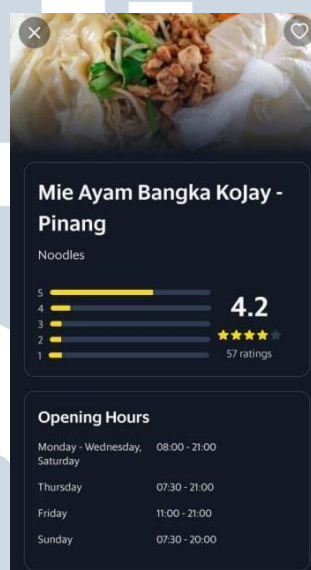 Mie Ayam Bangka KoJay -
Pinang
Noodles
5
4
3
2
1
4.2
57 ratings
Opening Hours
Monday - Wednesday, 08:00 - 21:00
Saturday
Thursday 07:30 - 21:00
Friday 11:00 - 21:00
Sunday 07:30 - 20:00